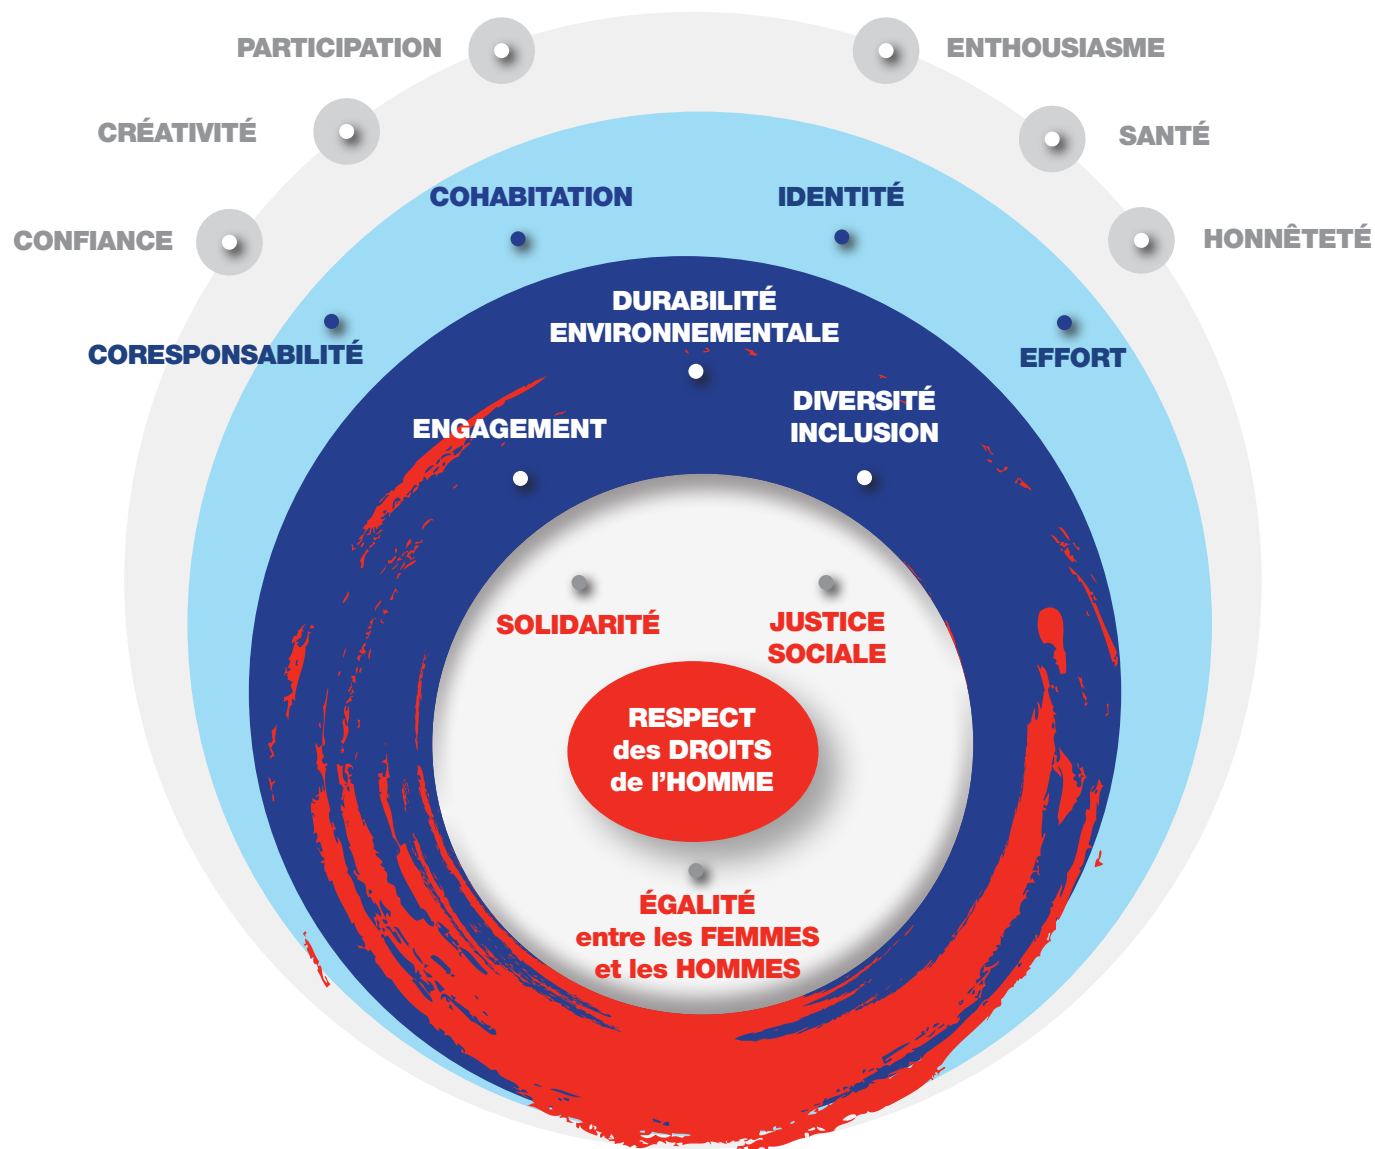 PARTICIPATION
ENTHOUSIASME
CRÉATIVITÉ
SANTÉ
COHABITATION
IDENTITÉ
CONFIANCE
HONNÊTETÉ
DURABILITÉ
ENVIRONNEMENTALE
CORESPONSABILITÉ
EFFORT
ENGAGEMENT
DIVERSITÉ
INCLUSION
SOLIDARITÉ
JUSTICE
SOCIALE
RESPECT
des DROITS
de l'HOMME
ÉGALITÉ
entre les FEMMES
et les HOMMES